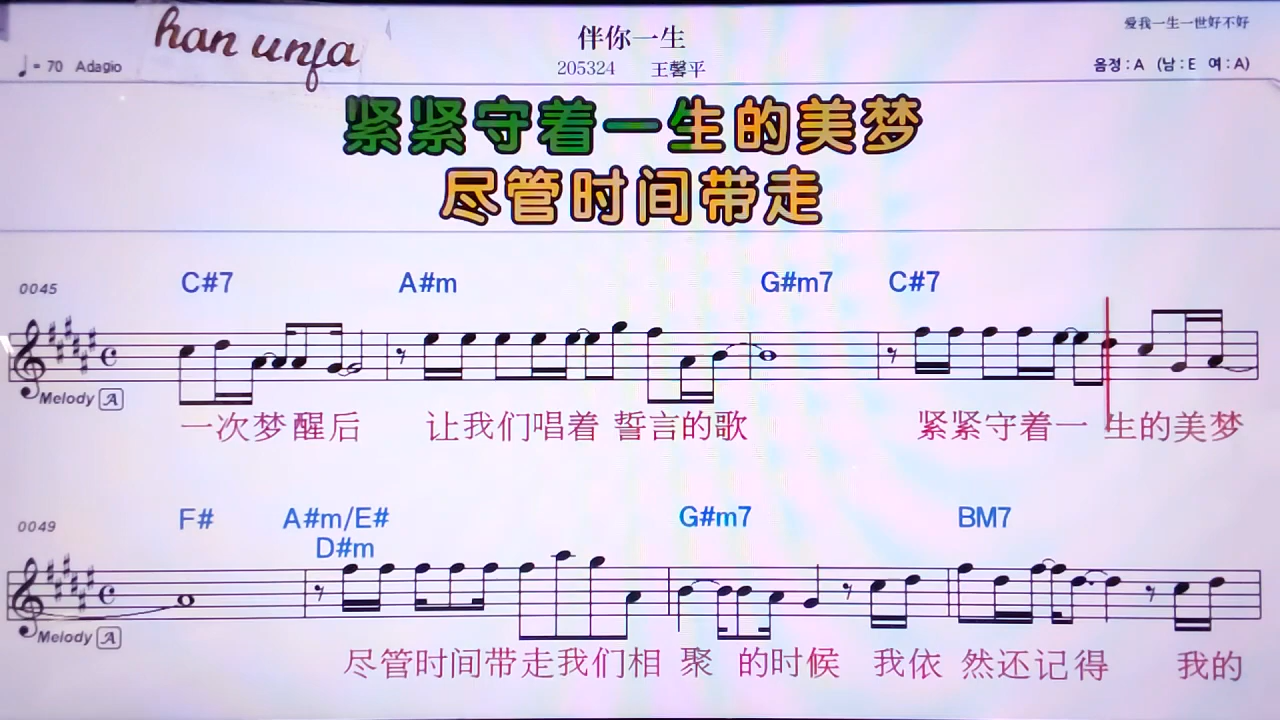 han unfa
伴你一生
爱我一生一世好不好
♩= 70 Adagio
205324 王馨平
음정 : A (남 : E 여 : A)
紧紧守着一生的美梦
尽管时间带走
0045 C#7 A#m G#m7 C#7
Melody A
一次梦醒后 让我们唱着 誓言的歌 紧紧守着一 生的美梦
0049 F# A#m/E# G#m7 BM7
D#m
Melody A
尽管时间带走我们相 聚 的时候 我依 然还记得 我的